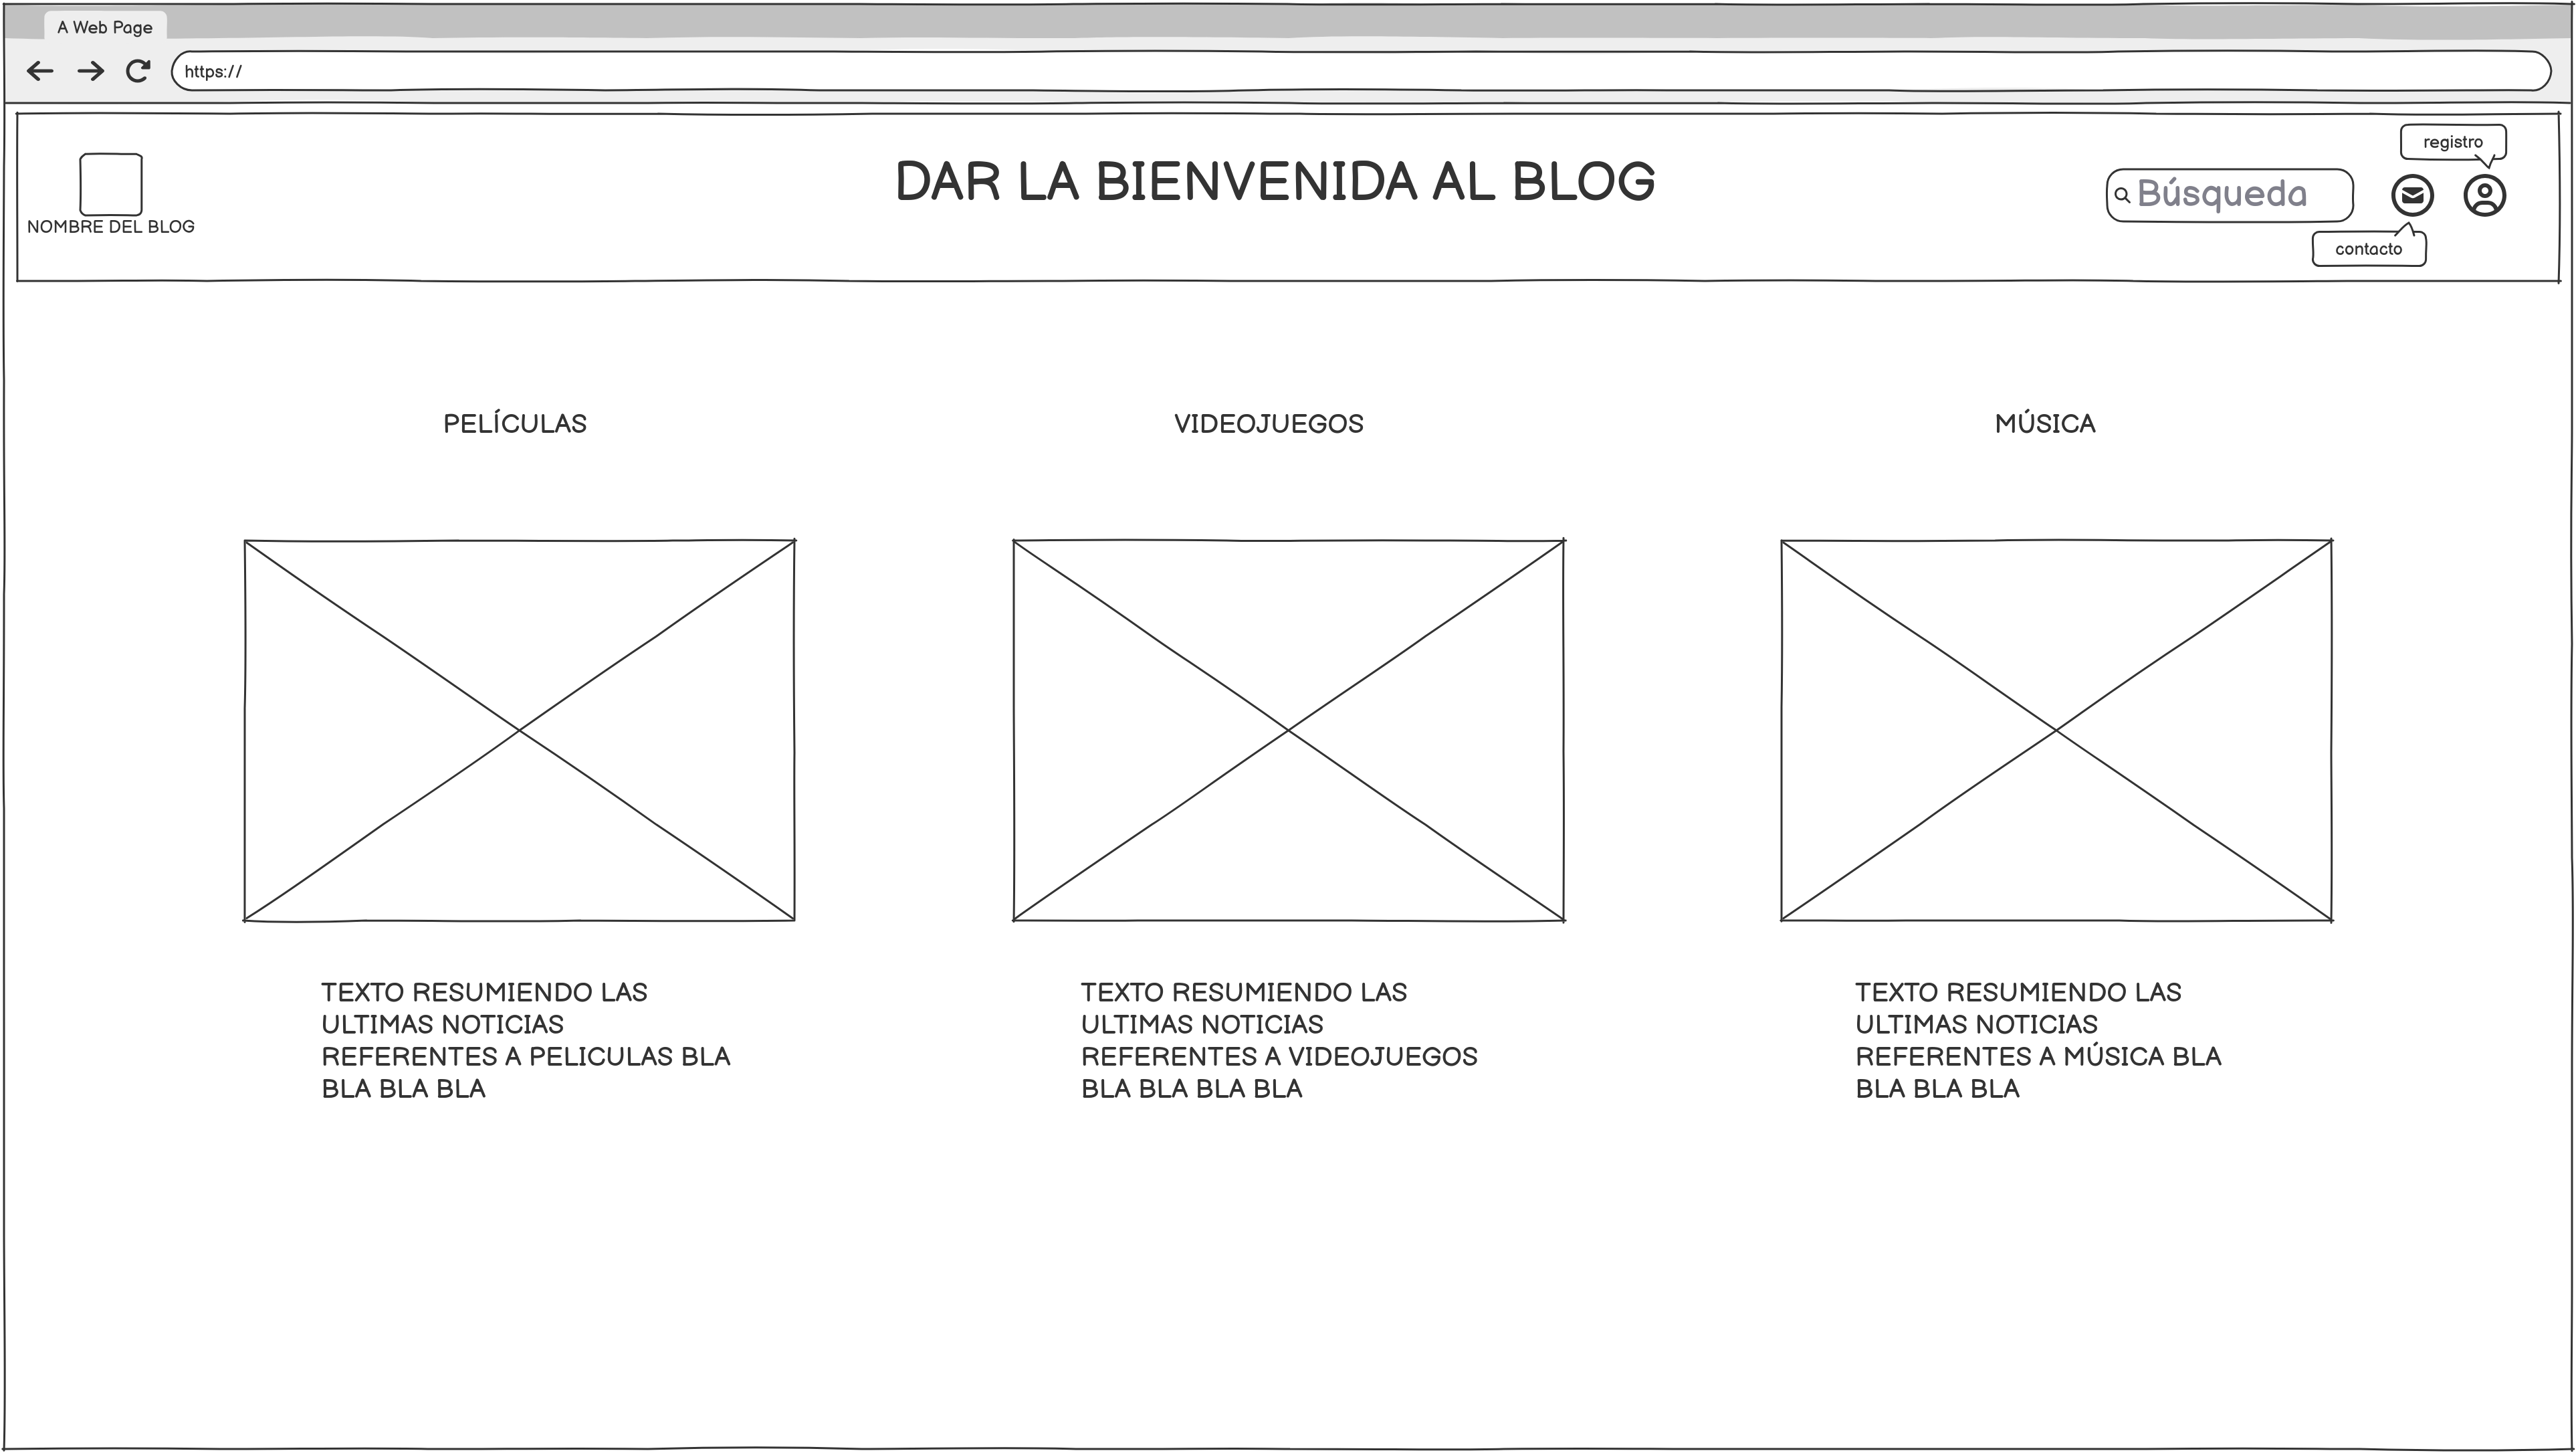 A Web Page
https://
registro
DAR LA BIENVENIDA AL BLOG
Búsqueda
NOMBRE DEL BLOG
contacto
PELÍCULAS
VIDEOJUEGOS
MÚSICA
TEXTO RESUMIENDO LAS
ULTIMAS NOTICIAS
REFERENTES A PELICULAS BLA
BLA BLA BLA
TEXTO RESUMIENDO LAS
ULTIMAS NOTICIAS
REFERENTES A VIDEOJUEGOS
BLA BLA BLA BLA
TEXTO RESUMIENDO LAS
ULTIMAS NOTICIAS
REFERENTES A MÚSICA BLA
BLA BLA BLA